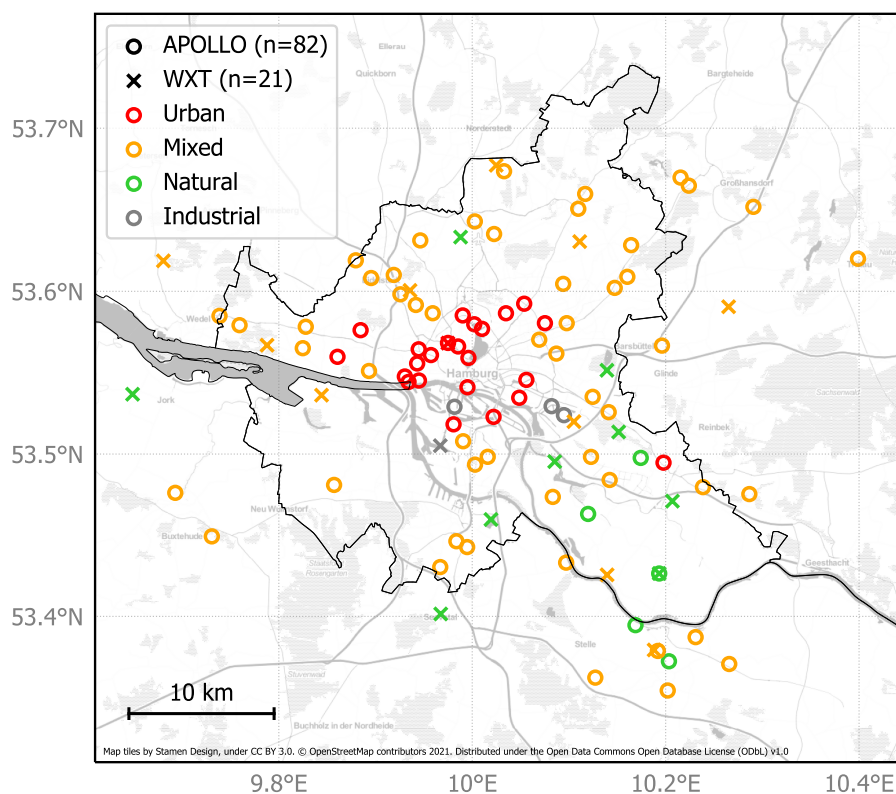 APOLLO (n=82)
WXT (n=21)
Urban
Mixed
Natural
Industrial
Ellerau
Quickborn
Bargteheide
Norderstedt
Großhansdorf
Wedel
Jork
Hamburg
Glinde
Sachsenwald
Reinbek
Neu Wulmstorf
Buxtehude
Rosengarten
Geesthacht
Stelle
Stuvenwald
Buchholz in der Nordheide
53.7°N
53.6°N
53.5°N
53.4°N
10 km
Map tiles by Stamen Design, under CC BY 3.0. © OpenStreetMap contributors 2021. Distributed under the Open Data Commons Open Database License (ODbL) v1.0
9.8°E
10°E
10.2°E
10.4°E